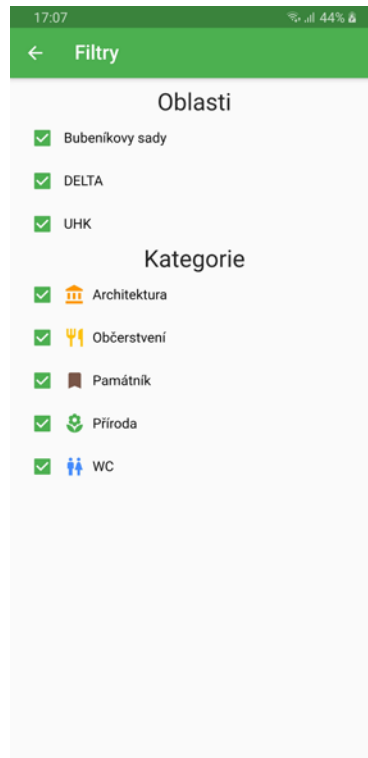 17:07 44%
Filtry
Oblasti
Bubeníkovy sady
DELTA
UHK
Kategorie
Architektura
Občerstvení
Památník
Příroda
WC